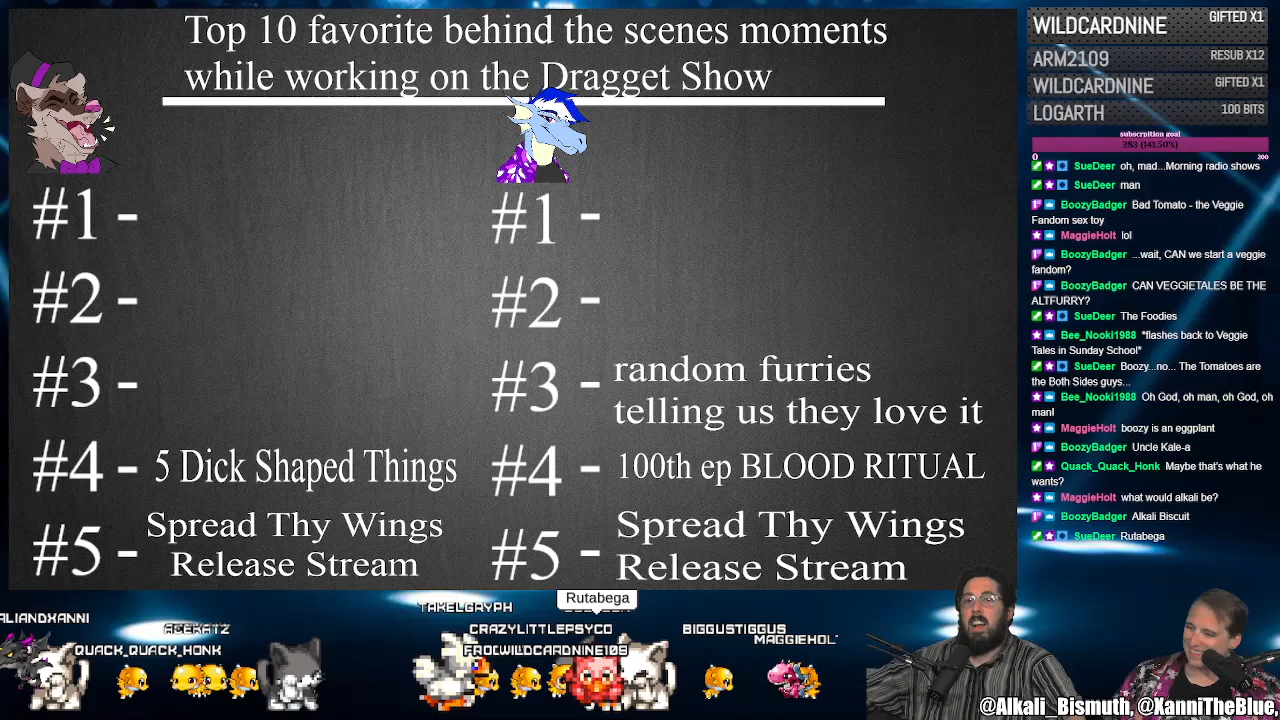 Top 10 favorite behind the scenes moments
while working on the Dragget Show
#1 -
#2 -
#3 -
#4 - 5 Dick Shaped Things
#5 - Spread Thy Wings
Release Stream
#1 -
#2 -
#3 - random furries
telling us they love it
#4 - 100th ep BLOOD RITUAL
#5 - Spread Thy Wings
Release Stream
WILDCARDNINE GIFTED X1
ARM2109 RESUB X12
WILDCARDNINE GIFTED X1
LOGARTH 100 BITS
subscription goal
283 (141.50%)
0 200
SueDeer oh, mad...Morning radio shows
SueDeer man
BoozyBadger Bad Tomato - the Veggie
Fandom sex toy
MaggieHolt lol
BoozyBadger ...wait, CAN we start a veggie
fandom?
BoozyBadger CAN VEGGIETALES BE THE
ALTFURRY?
SueDeer The Foodies
Bee_Nooki1988 *flashes back to Veggie
Tales in Sunday School*
SueDeer Boozy...no... The Tomatoes are
the Both Sides guys...
Bee_Nooki1988 Oh God, oh man, oh God, oh
man!
MaggieHolt boozy is an eggplant
BoozyBadger Uncle Kale-a
Quack_Quack_Honk Maybe that's what he
wants?
MaggieHolt what would alkali be?
BoozyBadger Alkali Biscuit
SueDeer Rutabega
Rutabega
TAKELGRYPH
ALIANDXANNI
ACEKATZ
CRAZYLITTLEPSYCO
BIGGUSTIGGUS
MAGGIEHOL
QUACK_QUACK_HONK
WILDCARDNINE109
@Alkali_Bismuth, @XanniTheBlue,